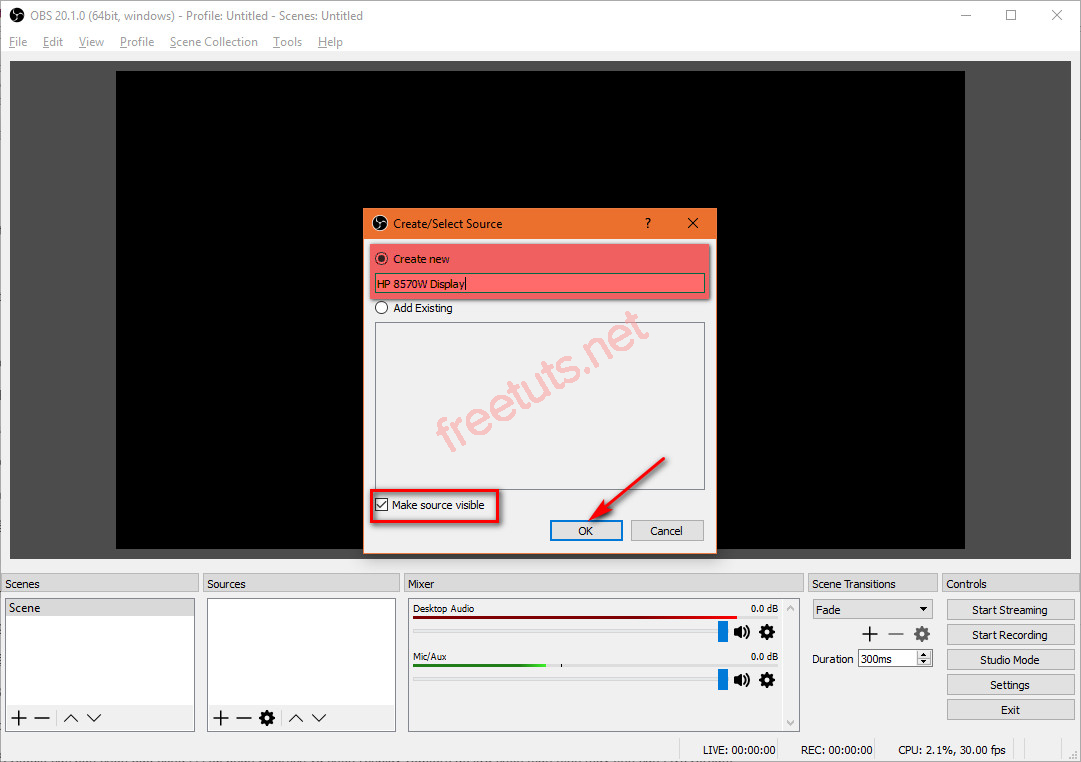 OBS 20.1.0 (64bit, windows) - Profile: Untitled - Scenes: Untitled
File Edit View Profile Scene Collection Tools Help
Create/Select Source ?
Create new
HP 8570W Display
Add Existing
freetuts.net
Make source visible
OK Cancel
Scenes Sources Mixer Scene Transitions Controls
Scene Desktop Audio 0.0 dB Fade Start Streaming
Start Recording
Mic/Aux 0.0 dB Duration 300ms Studio Mode
Settings
Exit
LIVE: 00:00:00 REC: 00:00:00 CPU: 2.1%, 30.00 fps